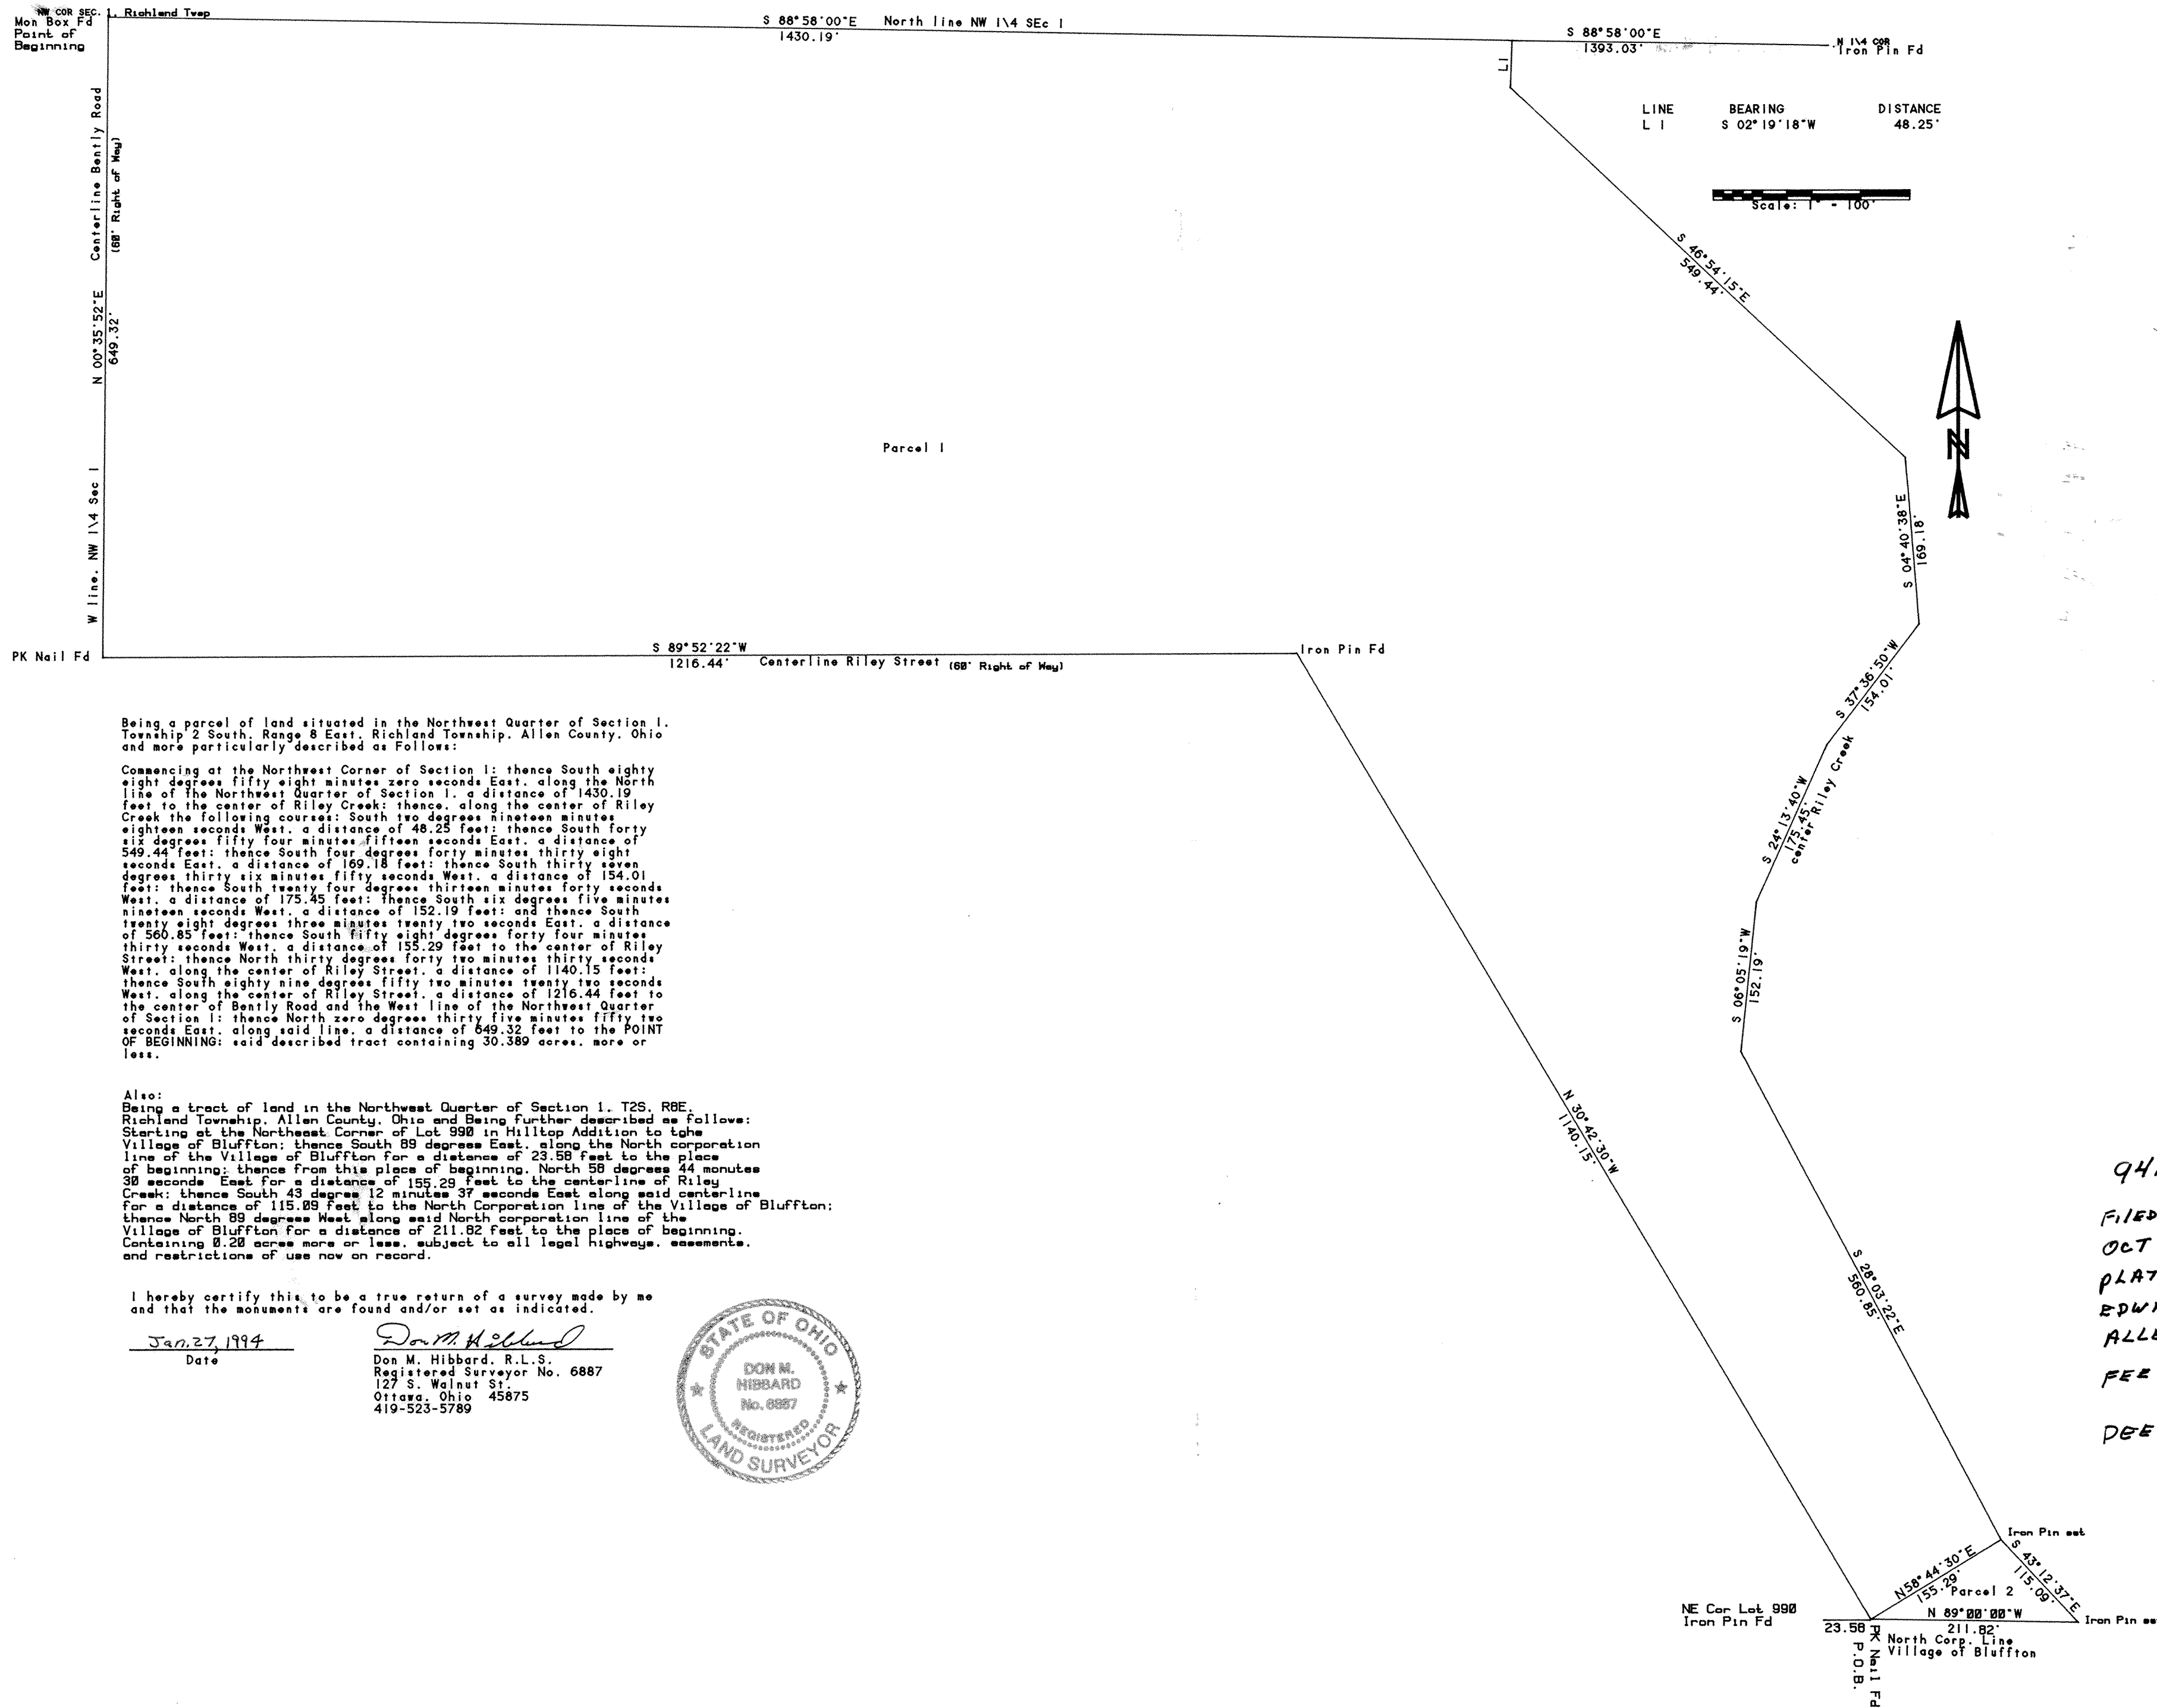 NW COR SEC. 1, Richland Twsp
Mon Box Fd
Point of
Beginning
S 88°58'00"E North line NW 1\4 SEc 1
1430.19'
S 88°58'00"E
1393.03'
N 1\4 COR
Iron Pin Fd
L1
LINE BEARING DISTANCE
L 1 S 02°19'18"W 48.25'
Scale: 1" - 100'
W line. NW 1\4 Sec 1 N 00°35'52"E Centerline Bently Road
649.32' (60' Right of Way)
S 46°54'15"E
549.44'
N
Parcel 1
S 04°40'38"E
169.18'
PK Nail Fd
S 89°52'22"W
1216.44' Centerline Riley Street (60' Right of Way)
Iron Pin Fd
S 37°36'50"W
154.01'
S 24°13'40"W
175.45'
center Riley Creek
S 06°05'19"W
152.19'
N 30°42'30"W
1140.15'
S 28°03'22"E
560.85'
Being a parcel of land situated in the Northwest Quarter of Section 1.
Township 2 South. Range 8 East. Richland Township. Allen County. Ohio
and more particularly described as Follows:
Commencing at the Northwest Corner of Section 1: thence South eighty
eight degrees fifty eight minutes zero seconds East. along the North
line of the Northwest Quarter of Section 1. a distance of 1430.19
feet to the center of Riley Creek: thence. along the center of Riley
Creek the following courses: South two degrees nineteen minutes
eighteen seconds West. a distance of 48.25 feet: thence South forty
six degrees fifty four minutes fifteen seconds East. a distance of
549.44 feet: thence South four degrees forty minutes thirty eight
seconds East. a distance of 169.18 feet: thence South thirty seven
degrees thirty six minutes fifty seconds West. a distance of 154.01
feet: thence South twenty four degrees thirteen minutes forty seconds
West. a distance of 175.45 feet: thence South six degrees five minutes
nineteen seconds West. a distance of 152.19 feet: and thence South
twenty eight degrees three minutes twenty two seconds East. a distance
of 560.85 feet: thence South fifty eight degrees forty four minutes
thirty seconds West. a distance of 155.29 feet to the center of Riley
Street: thence North thirty degrees forty two minutes thirty seconds
West. along the center of Riley Street. a distance of 1140.15 feet:
thence South eighty nine degrees fifty two minutes twenty two seconds
West. along the center of Riley Street. a distance of 1216.44 feet to
the center of Bently Road and the West line of the Northwest Quarter
of Section 1: thence North zero degrees thirty five minutes fifty two
seconds East. along said line. a distance of 649.32 feet to the POINT
OF BEGINNING: said described tract containing 30.389 acres. more or
less.
Also:
Being a tract of land in the Northwest Quarter of Section 1. T2S. R8E.
Richland Township. Allen County. Ohio and Being further described as follows:
Starting at the Northeast Corner of Lot 990 in Hilltop Addition to tghe
Village of Bluffton; thence South 89 degrees East. along the North corporation
line of the Village of Bluffton for a distance of 23.58 feet to the place
of beginning; thence from this place of beginning. North 58 degrees 44 monutes
30 seconds East for a distance of 155.29 feet to the centerline of Riley
Creek; thence South 43 degree 12 minutes 37 seconds East along said centerline
for a distance of 115.09 feet to the North Corporation line of the Village of Bluffton;
thence North 89 degrees West along said North corporation line of the
Village of Bluffton for a distance of 211.82 feet to the place of beginning.
Containing 0.20 acres more or less. subject to all legal highways. easements.
and restrictions of use now on record.
I hereby certify this to be a true return of a survey made by me
and that the monuments are found and/or set as indicated.
Jan. 27, 1994
Date
Don M. Hibbard
Don M. Hibbard. R.L.S.
Registered Surveyor No. 6887
127 S. Walnut St.
Ottawa. Ohio 45875
419-523-5789
STATE OF OHIO
DON M.
HIBBARD
No. 6887
REGISTERED
LAND SURVEYOR
FILED
OCT
PLAT
FEE
Iron Pin set
N58°44'30"E
155.29'
S 43°12'37"E
115.09'
Parcel 2
NE Cor Lot 990
Iron Pin Fd
N 89°00'00"W
211.82'
23.58
PK Nail Fd
P.O.B.
North Corp. Line
Village of Bluffton
Iron Pin se